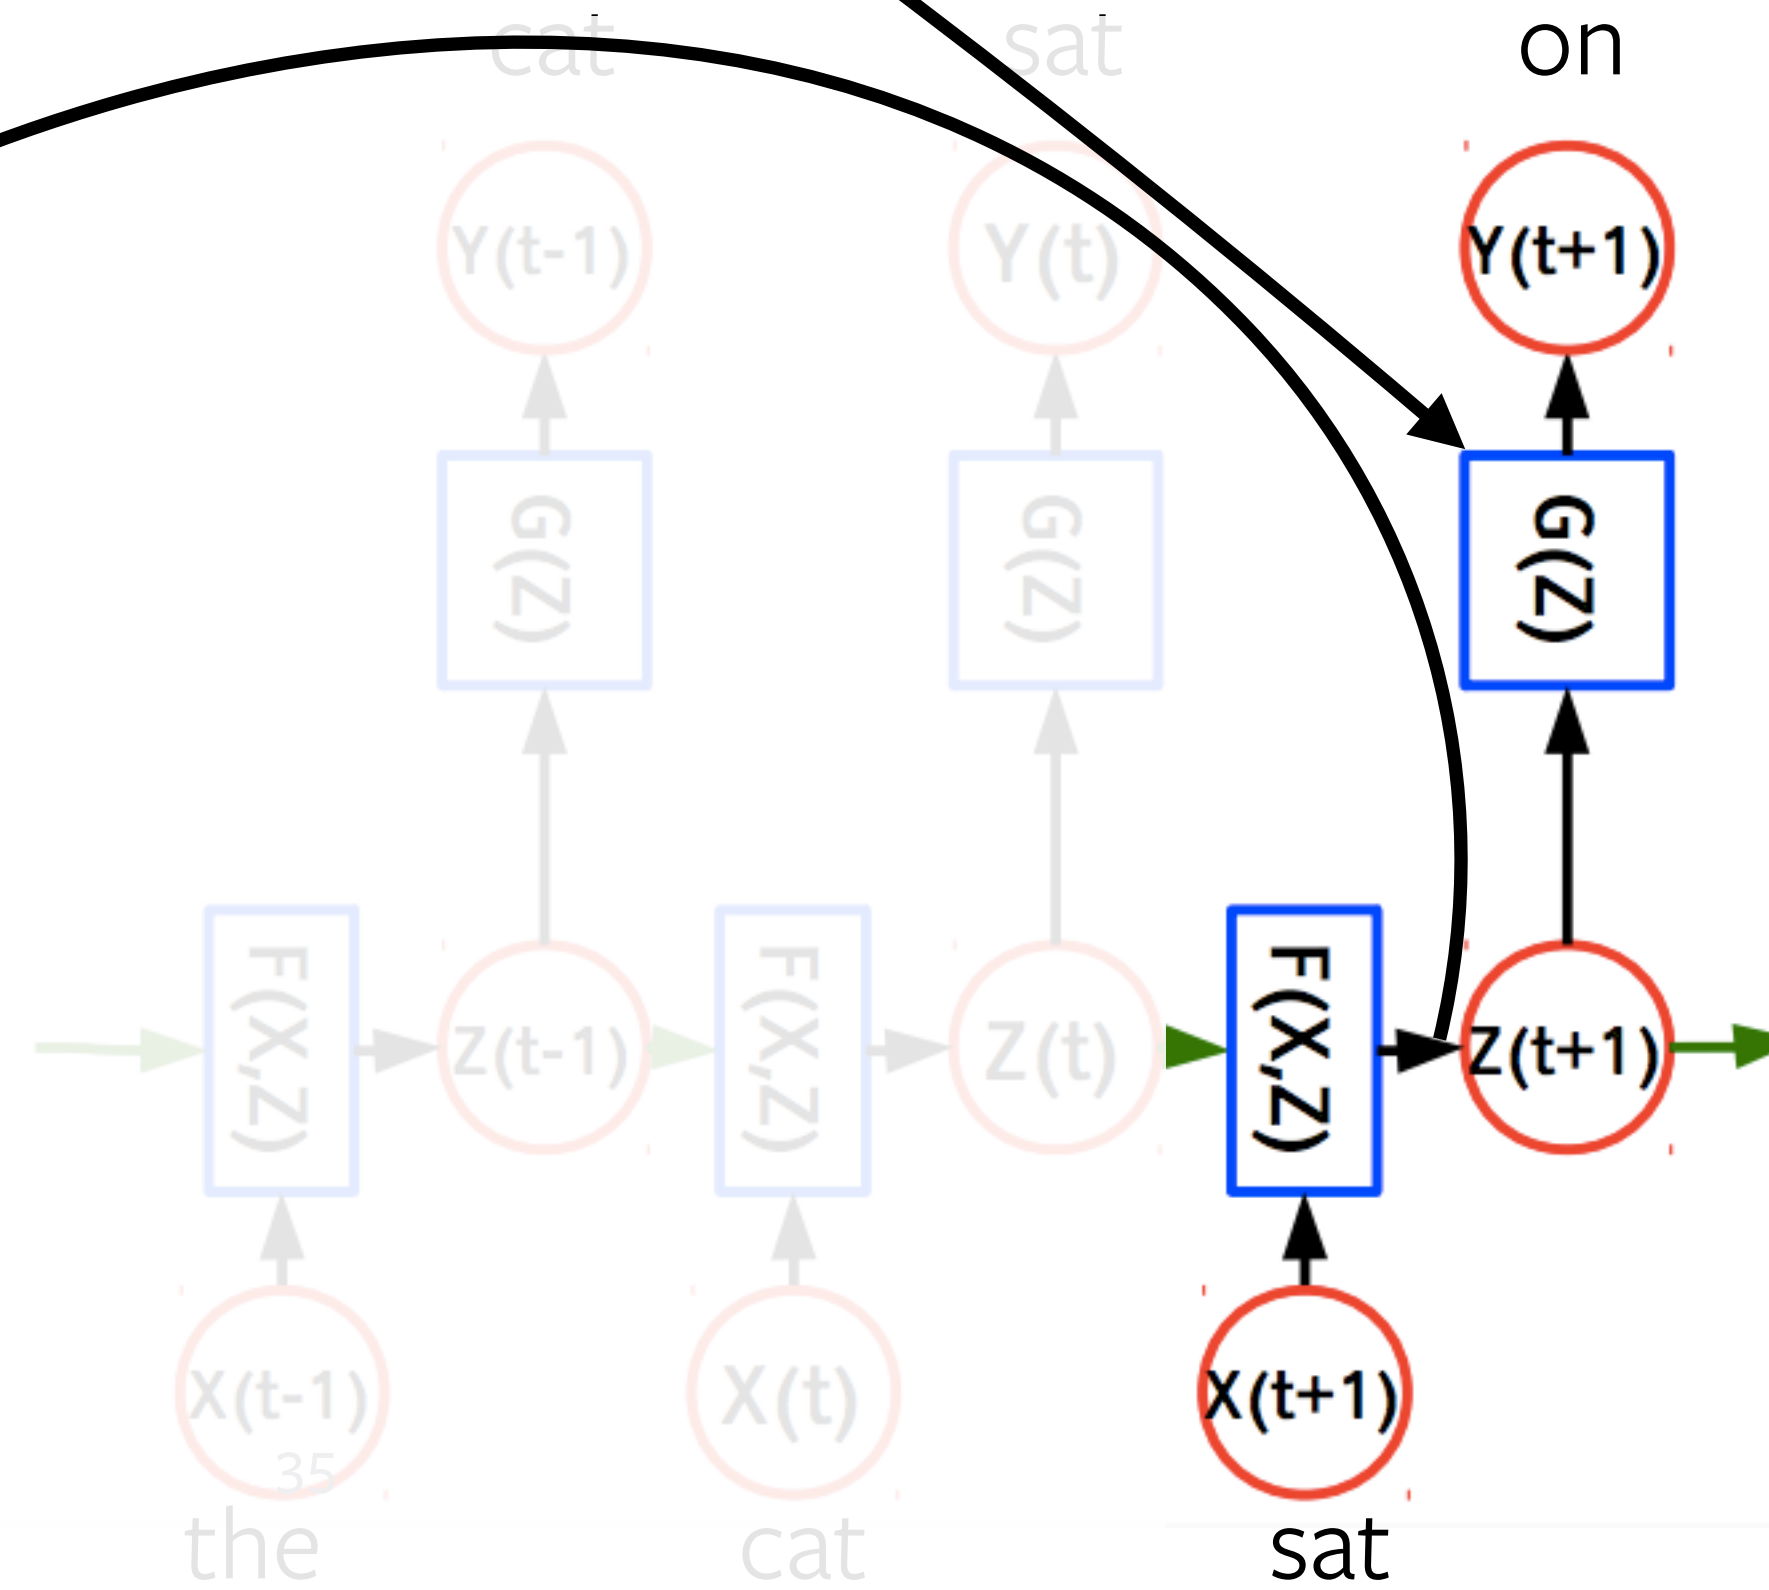 cat sat on
Y(t-1) Y(t) Y(t+1)
G(Z) G(Z) G(Z)
F(X,Z) Z(t-1) F(X,Z) Z(t) F(X,Z) Z(t+1)
X(t-1) X(t) X(t+1)
35
the cat sat